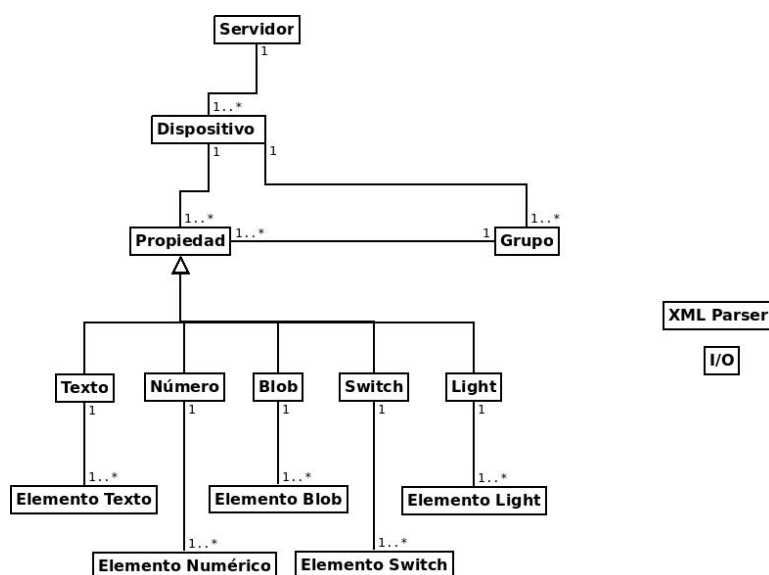 Servidor
1
1..*
Dispositivo
1
1
1..*
1..*
Propiedad
1..*
1
Grupo
XML Parser
I/O
Texto
Número
Blob
Switch
Light
1
1
1
1
1
1..*
1..*
1..*
Elemento Texto
Elemento Blob
Elemento Light
1..*
1..*
Elemento Numérico
Elemento Switch